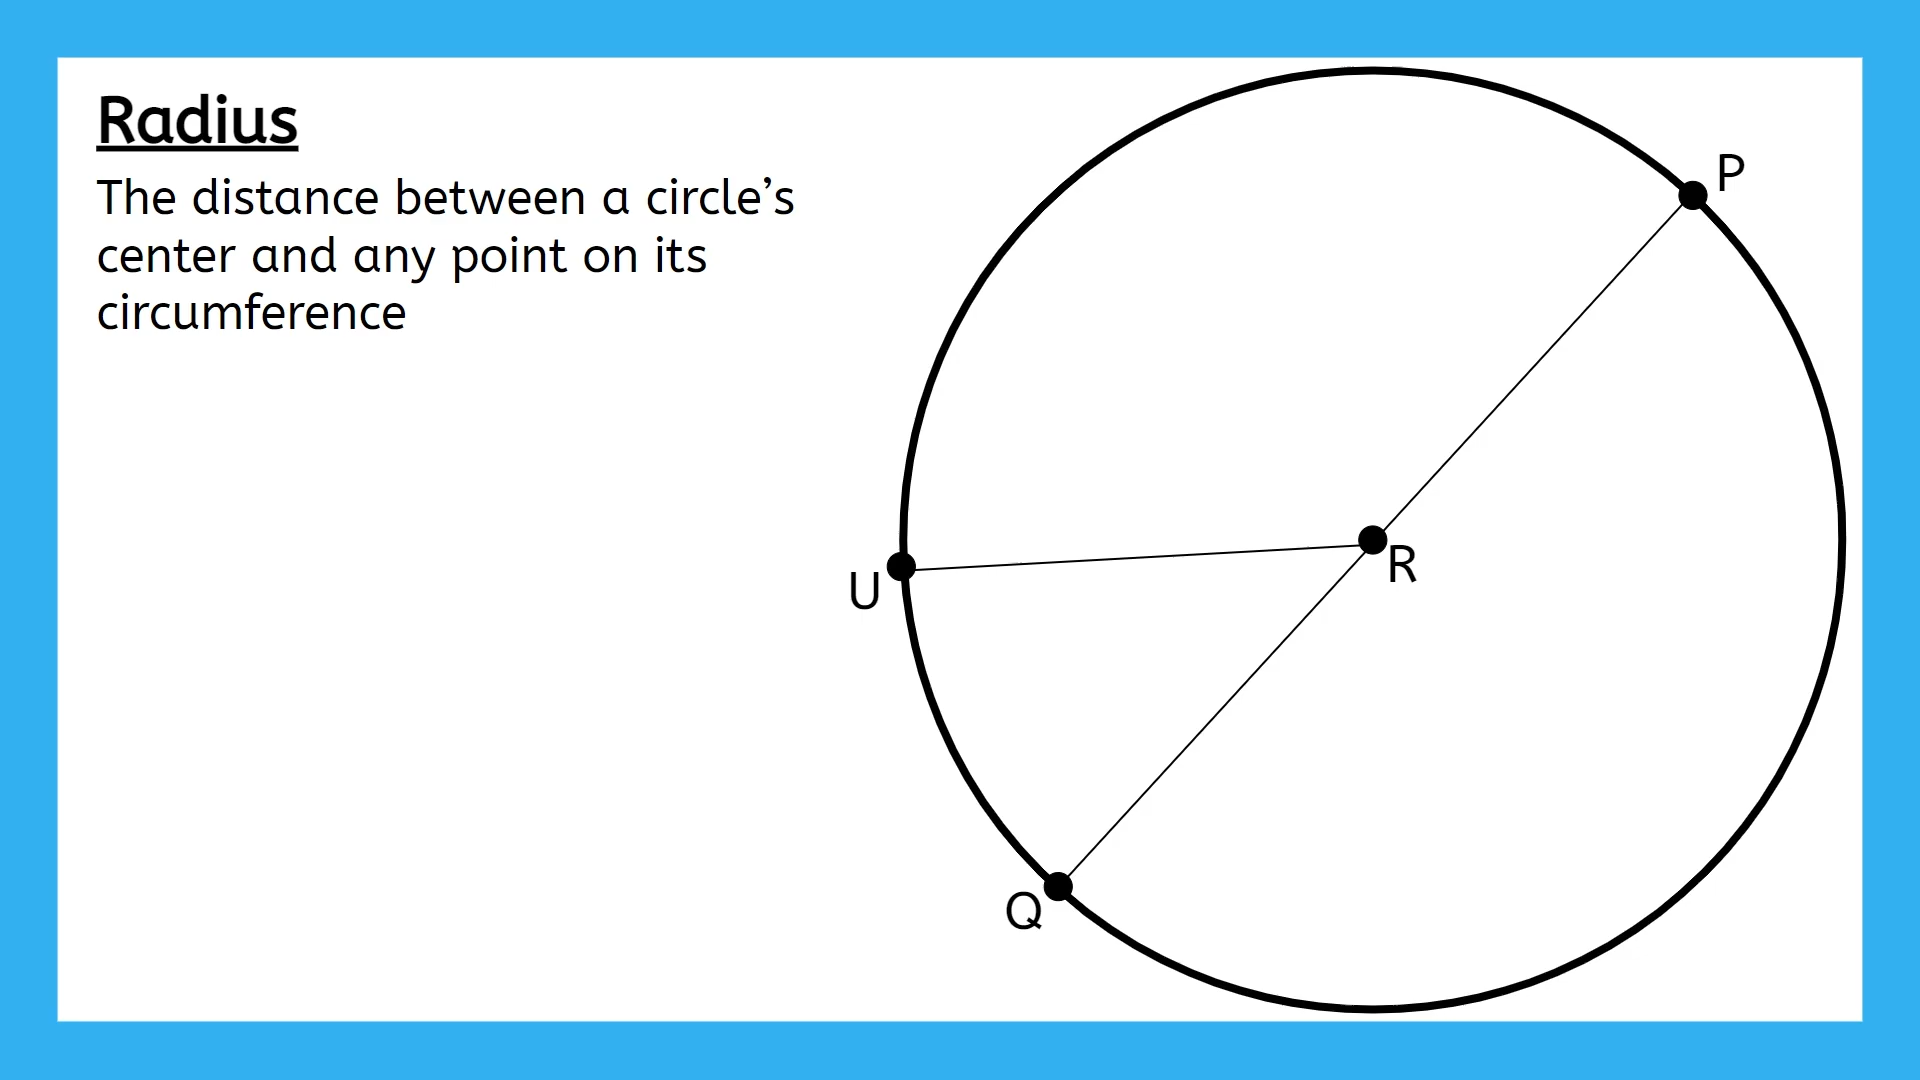 Radius
The distance between a circle’s
center and any point on its
circumference
P
R
U
Q